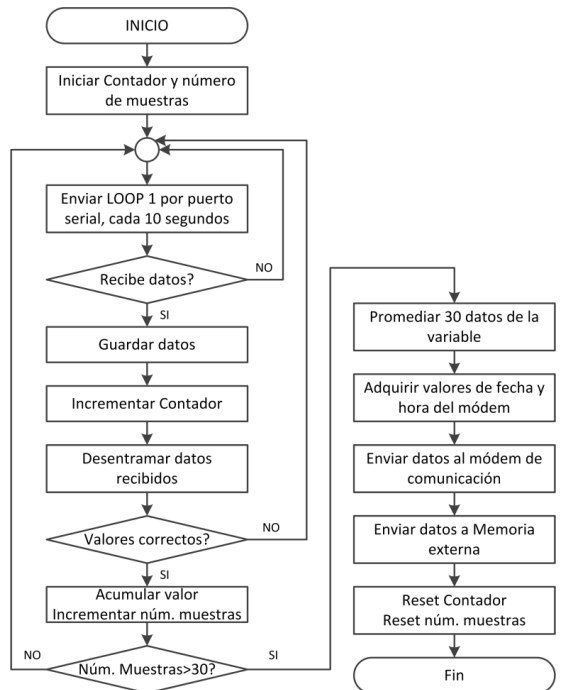 INICIO
Iniciar Contador y número
de muestras
Enviar LOOP 1 por puerto
serial, cada 10 segundos
Recibe datos?
NO
SI
Guardar datos
Incrementar Contador
Desentramar datos
recibidos
Valores correctos?
NO
SI
Acumular valor
Incrementar núm. muestras
NO
Núm. Muestras>30?
SI
Promediar 30 datos de la
variable
Adquirir valores de fecha y
hora del módem
Enviar datos al módem de
comunicación
Enviar datos a Memoria
externa
Reset Contador
Reset núm. muestras
Fin